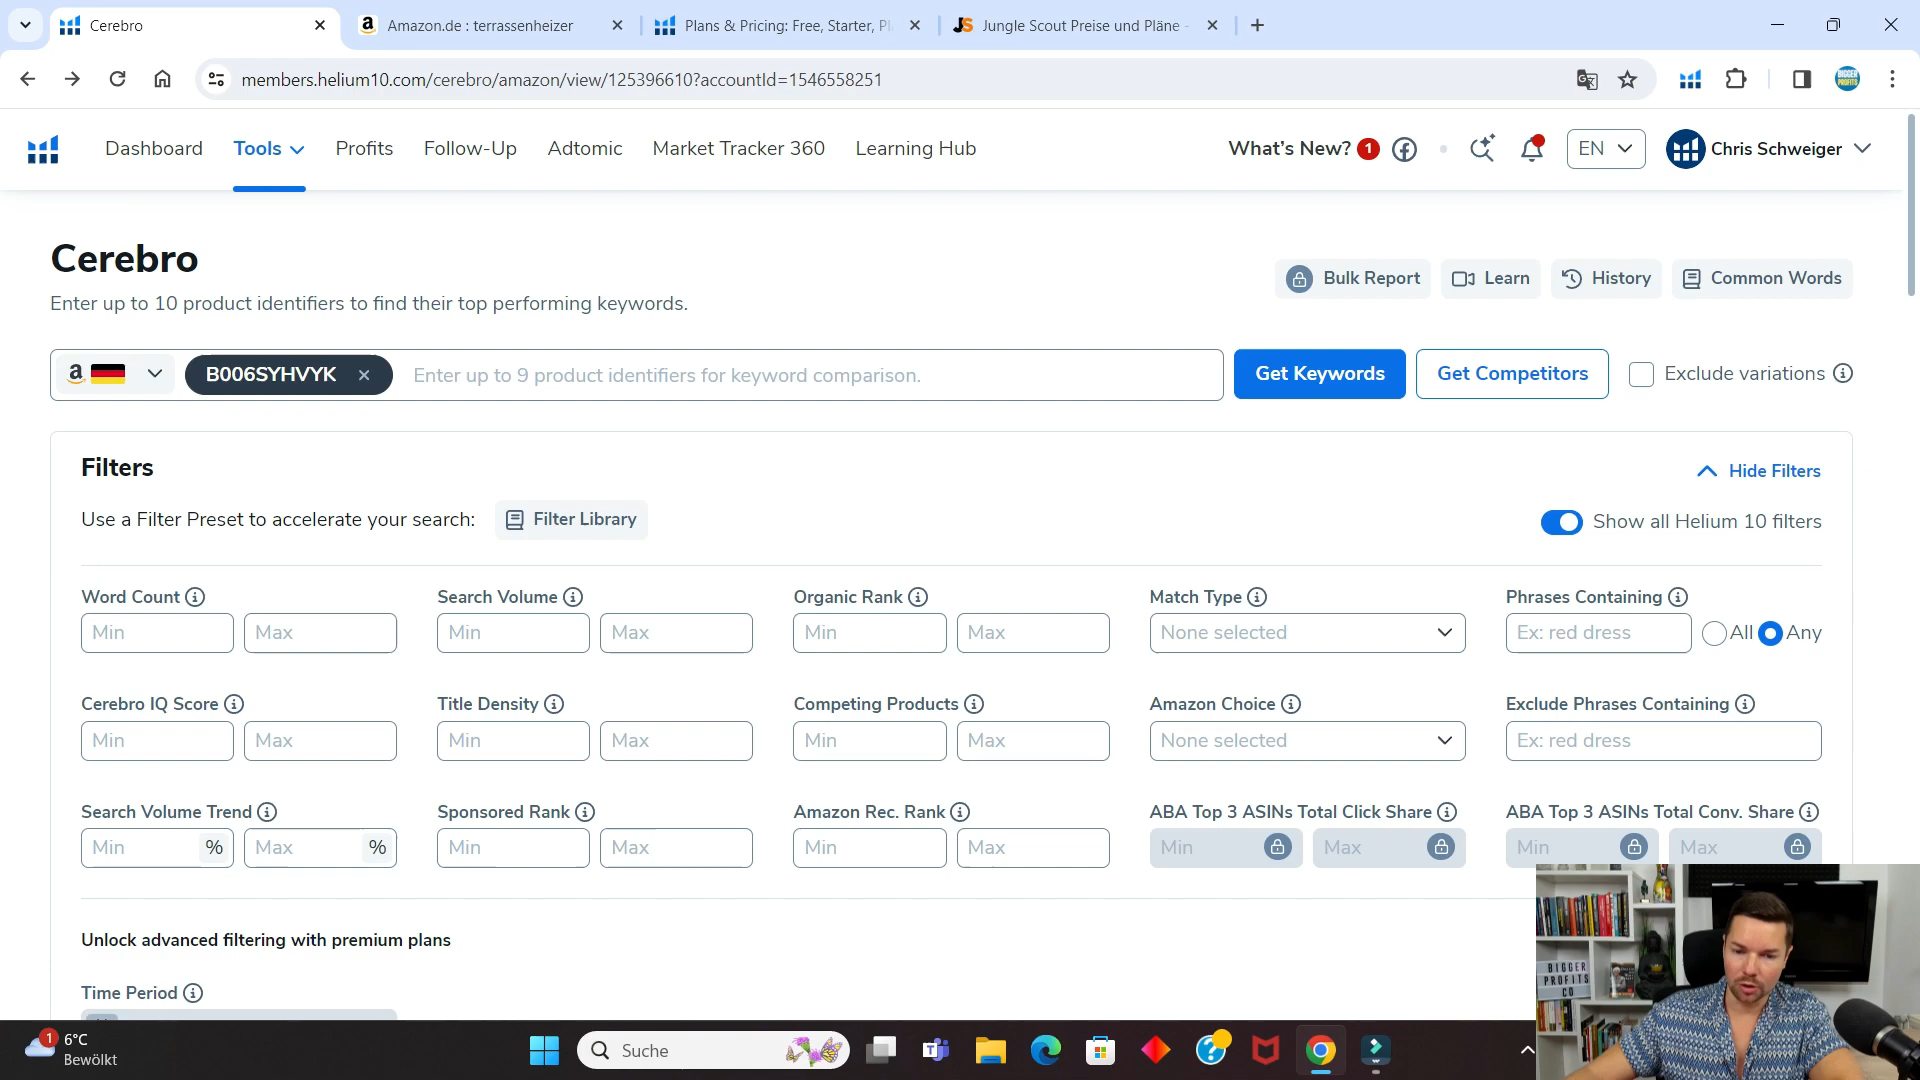 Cerebro
Amazon.de : terrassenheizer
Plans & Pricing: Free, Starter, Pl
JS Jungle Scout Preise und Pläne -
members.helium10.com/cerebro/amazon/view/125396610?accountId=1546558251
BIGGER
PROFITS
Dashboard
Tools
Profits
Follow-Up
Adtomic
Market Tracker 360
Learning Hub
What's New? 1
EN
Chris Schweiger
Cerebro
Enter up to 10 product identifiers to find their top performing keywords.
Bulk Report
Learn
History
Common Words
a
B006SYHVYK
Enter up to 9 product identifiers for keyword comparison.
Get Keywords
Get Competitors
Exclude variations
Filters
Hide Filters
Use a Filter Preset to accelerate your search:
Filter Library
Show all Helium 10 filters
Word Count
Search Volume
Organic Rank
Match Type
Phrases Containing
Min Max
Min Max
Min Max
None selected
Ex: red dress
All Any
Cerebro IQ Score
Title Density
Competing Products
Amazon Choice
Exclude Phrases Containing
Min Max
Min Max
Min Max
None selected
Ex: red dress
Search Volume Trend
Sponsored Rank
Amazon Rec. Rank
ABA Top 3 ASINs Total Click Share
ABA Top 3 ASINs Total Conv. Share
Min % Max %
Min Max
Min Max
Min Max
Min Max
Unlock advanced filtering with premium plans
Time Period
BIGGER
PROFITS
CO
1
6°C
Bewölkt
Suche